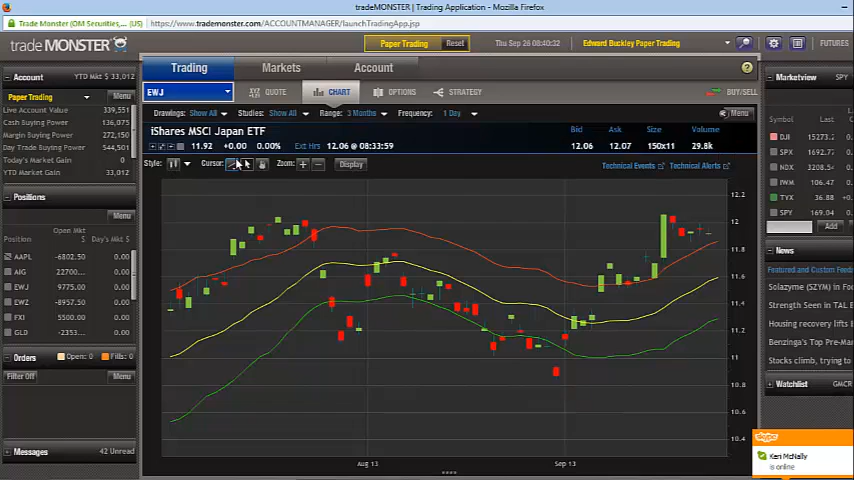 tradeMONSTER | Trading Application - Mozilla Firefox
Trade Monster (OM Securities, ... (US)
https://www.trademonster.com/ACCOUNTMANAGER/launchTradingApp.jsp
tradeMONSTER
Paper Trading
Reset
Thu Sep 26 08:40:32
Edward Buckley Paper Trading
FUTURES
Account
YTD Mkt $ 33,012
Paper Trading
Menu
Live Account Value 339,551
Cash Buying Power 136,075
Margin Buying Power 272,150
Day Trade Buying Power 544,501
Today's Market Gain 0
YTD Market Gain 33,012
Positions
Menu
Position Open Mkt $ Day's Mkt $
AAPL -6802.50 0.00
AIG 22700... 0.00
EWJ 9775.00 0.00
EWZ -8957.50 0.00
FXI 5500.00 0.00
GLD -2353... 0.00
Orders
Open: 0
Fills: 0
Filter Off
Menu
Messages
42 Unread
Trading
Markets
Account
EWJ
QUOTE
CHART
OPTIONS
STRATEGY
BUY/SELL
Drawings: Show All
Studies: Show All
Range: 3 Months
Frequency: 1 Day
Menu
iShares MSCI Japan ETF
Bid Ask Size Volume
11.92 +0.00 0.00% Ext Hrs 12.06 @ 08:33:59
12.06 12.07 150x11 29.8k
Style:
Cursor:
Zoom:
Display
Technical Events
Technical Alerts
12.2
12
11.8
11.6
11.4
11.2
11
10.8
10.6
10.4
Aug 13
Sep 13
Marketview
SPY
Symbol La
DJI 15273.2
SPX 1692.77
NDX 3208.54
IWM 106.47
TYX 36.88
SPY 169.04
Add
News
Featured and Custom Feeds
Solazyme (SZYM) in Foc
Strength Seen in TAL E
Housing recovery lifts E
Benzinga's Top Pre-Mar
Stocks climb, trying to
Watchlist
GMCR
skype
Keri McNally
is online